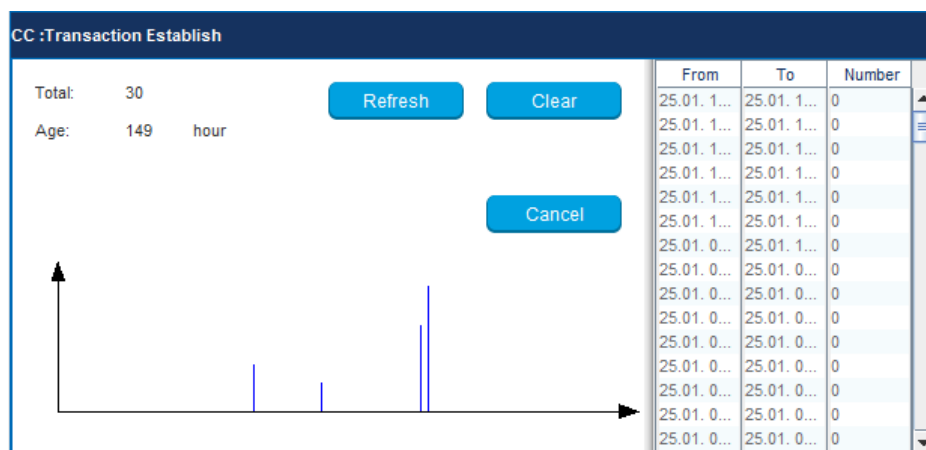 CC :Transaction Establish
Total: 30
Refresh
Clear
Age: 149 hour
Cancel
From To Number
25.01. 1... 25.01. 1... 0
25.01. 1... 25.01. 1... 0
25.01. 1... 25.01. 1... 0
25.01. 1... 25.01. 1... 0
25.01. 1... 25.01. 1... 0
25.01. 1... 25.01. 1... 0
25.01. 0... 25.01. 1... 0
25.01. 0... 25.01. 0... 0
25.01. 0... 25.01. 0... 0
25.01. 0... 25.01. 0... 0
25.01. 0... 25.01. 0... 0
25.01. 0... 25.01. 0... 0
25.01. 0... 25.01. 0... 0
25.01. 0... 25.01. 0... 0
25.01. 0... 25.01. 0... 0